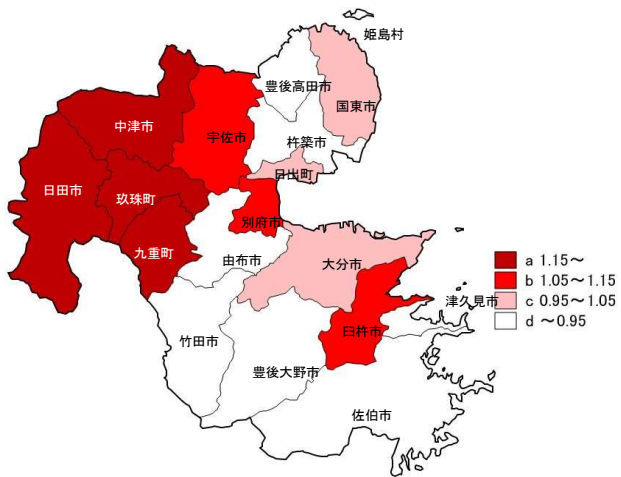 姫島村
豊後高田市
国東市
中津市
宇佐市
杵築市
日出町
日田市
玖珠町
別府市
九重町
由布市
大分市
a 1.15～
b 1.05～1.15
津久見市
c 0.95～1.05
d ～0.95
臼杵市
竹田市
豊後大野市
佐伯市